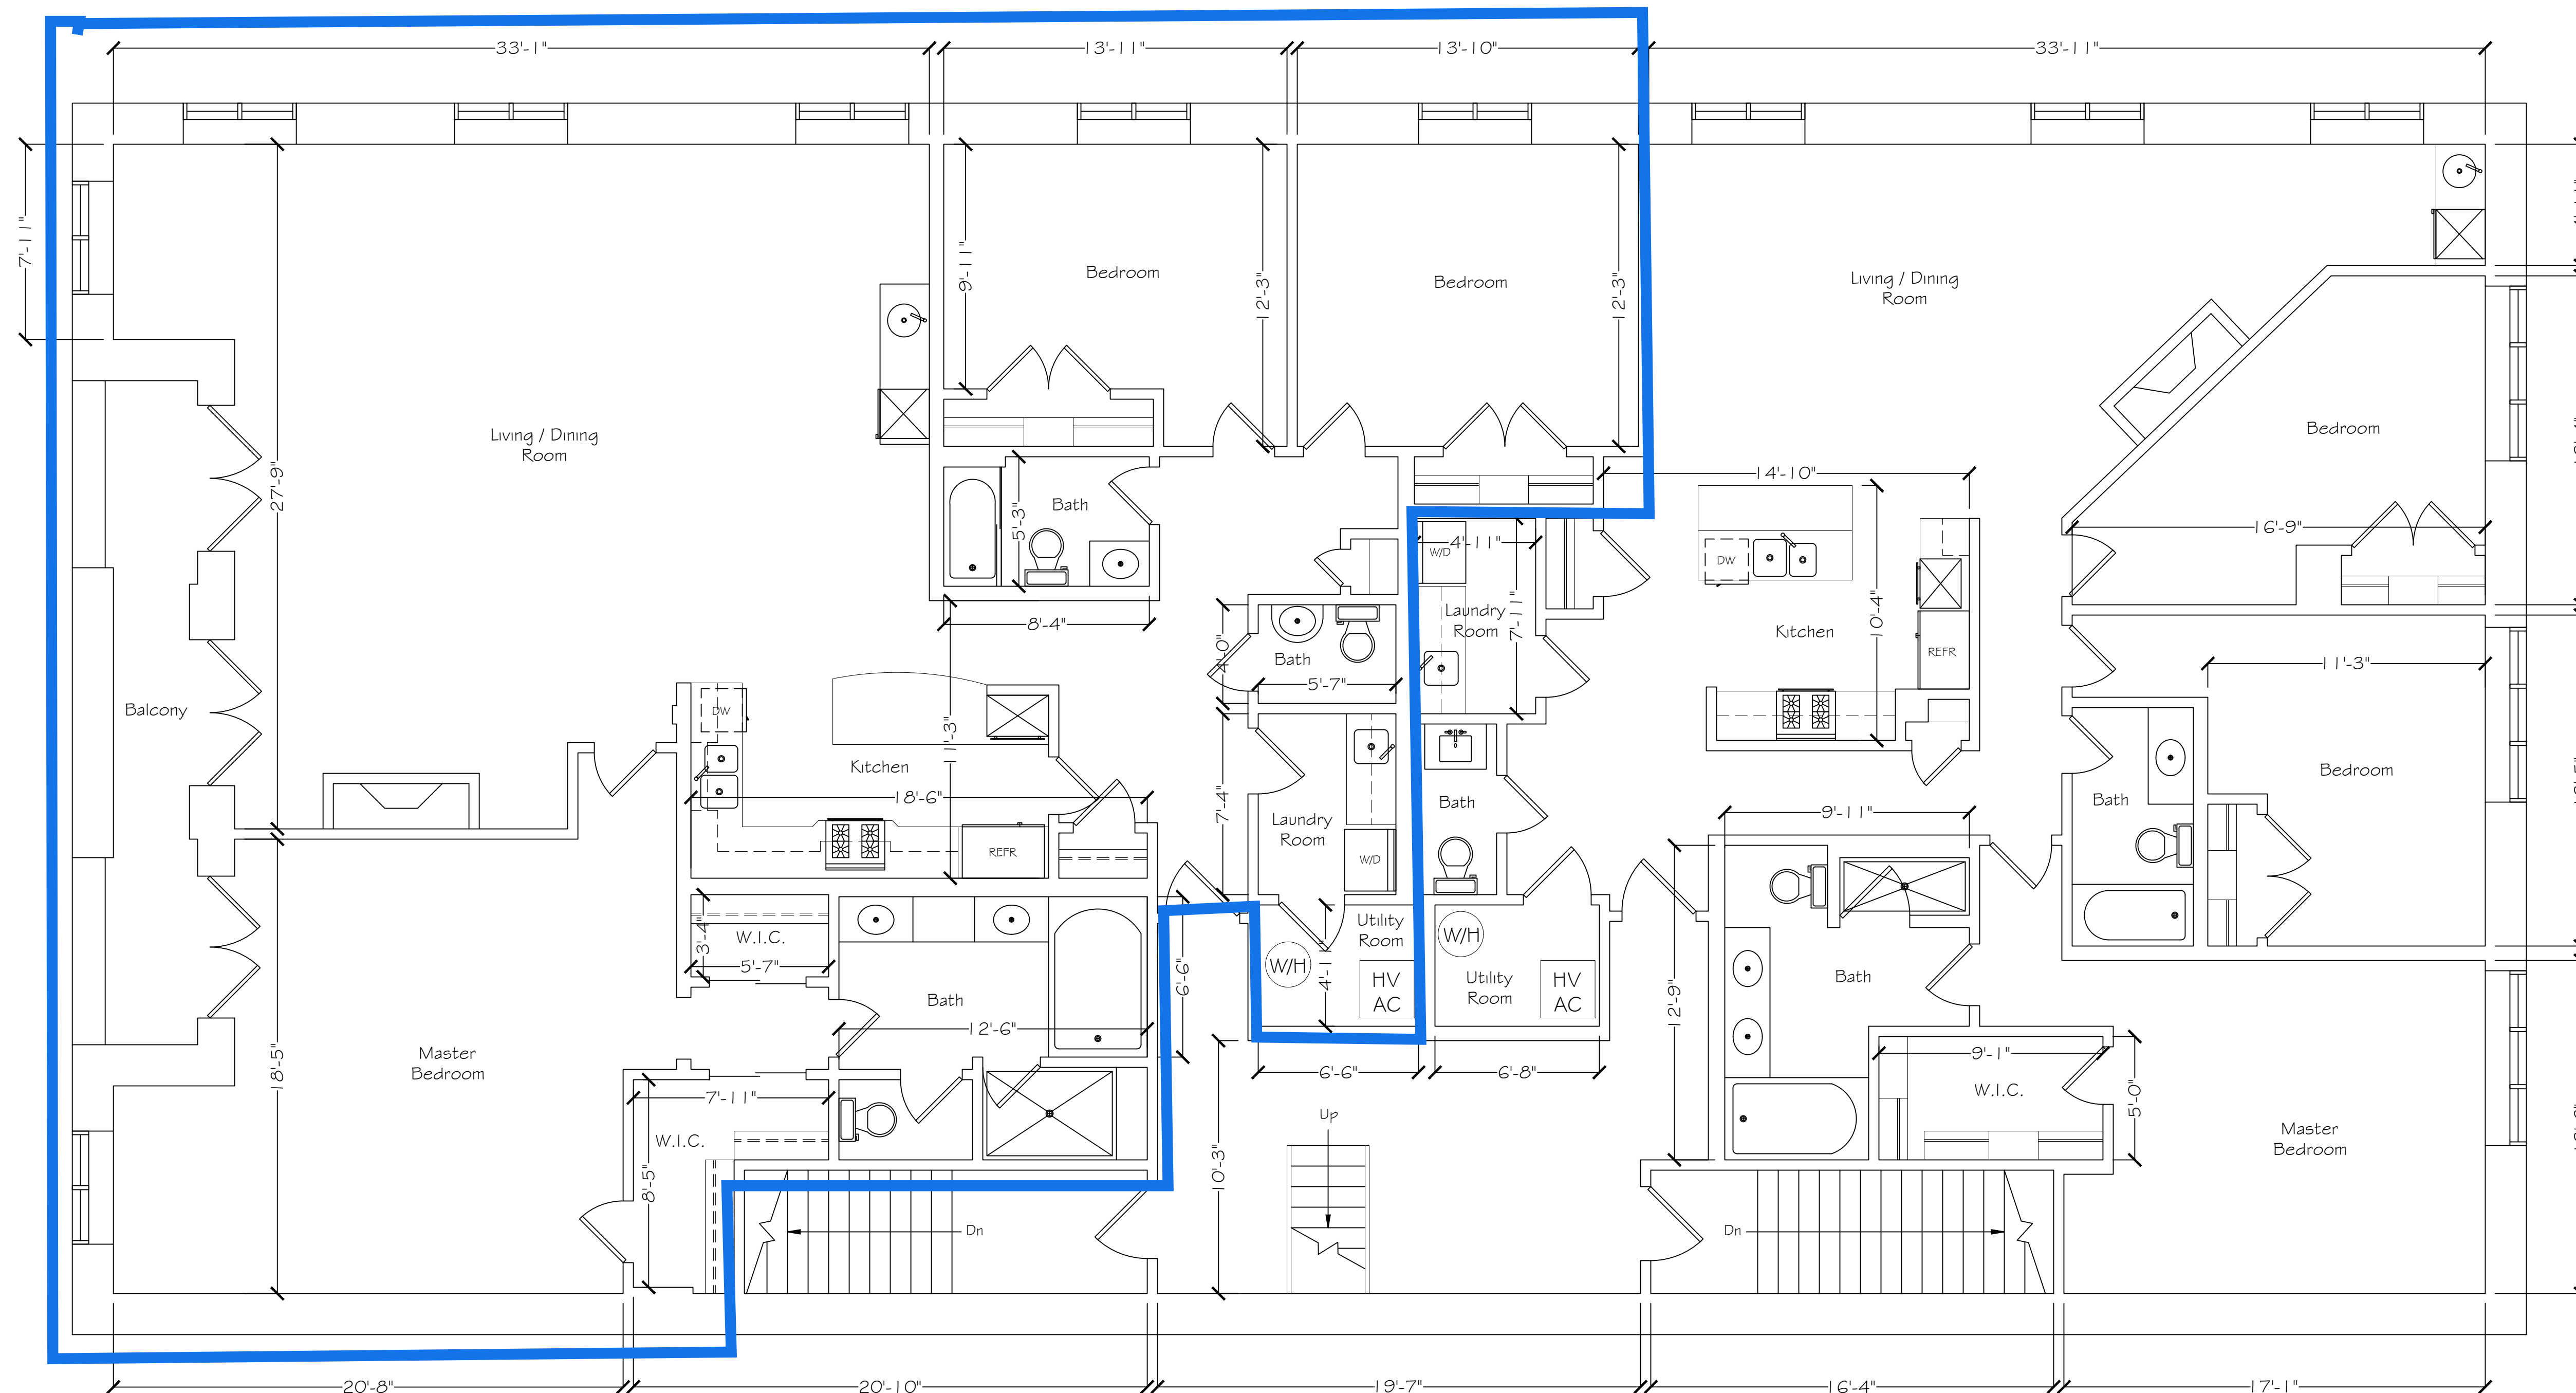 33'-1"
13'-11"
13'-10"
33'-11"
7'-11"
27'-9"
9'-11"
12'-3"
12'-3"
Bedroom
Bedroom
Living / Dining
Room
Living / Dining
Room
Bedroom
14'-10"
16'-9"
Bath
5'-3"
8'-4"
W/D
4'-11"
Laundry
Room
7'-11"
DW
Kitchen
10'-4"
REFR
4'-0"
Bath
5'-7"
11'-3"
Balcony
DW
Kitchen
11'-3"
18'-6"
REFR
7'-4"
Laundry
Room
W/D
Bath
9'-11"
Bath
Bedroom
3'-4"
W.I.C.
5'-7"
Bath
12'-6"
6'-6"
W/H
Utility
Room
4'-11"
HV
AC
W/H
Utility
Room
HV
AC
12'-9"
Bath
9'-1"
W.I.C.
5'-0"
Master
Bedroom
18'-5"
7'-11"
W.I.C.
8'-5"
6'-6"
6'-8"
Up
10'-3"
Dn
Dn
Master
Bedroom
20'-8"
20'-10"
19'-7"
16'-4"
17'-1"